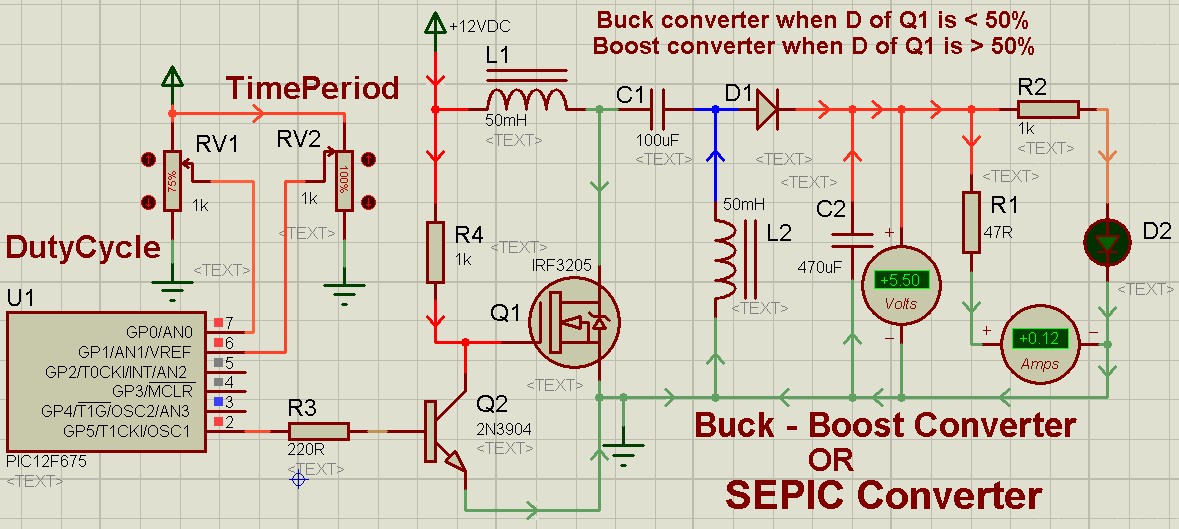 Buck converter when D of Q1 is < 50%
Boost converter when D of Q1 is > 50%
+12VDC
L1
50mH
<TEXT>
TimePeriod
RV1
75%
1k
<TEXT>
RV2
100%
1k
<TEXT>
DutyCycle
C1
100uF
<TEXT>
D1
<TEXT>
R2
1k
<TEXT>
R4
1k
<TEXT>
IRF3205
Q1
<TEXT>
50mH
L2
<TEXT>
C2
470uF
<TEXT>
+
+5.50
Volts
−
R1
47R
<TEXT>
D2
<TEXT>
+
+0.12
Amps
−
U1
GP0/AN0 7
GP1/AN1/VREF 6
GP2/T0CKI/INT/AN2 5
GP3/MCLR 4
GP4/T1G/OSC2/AN3 3
GP5/T1CKI/OSC1 2
PIC12F675
<TEXT>
R3
220R
<TEXT>
Q2
2N3904
<TEXT>
Buck - Boost Converter
OR
SEPIC Converter